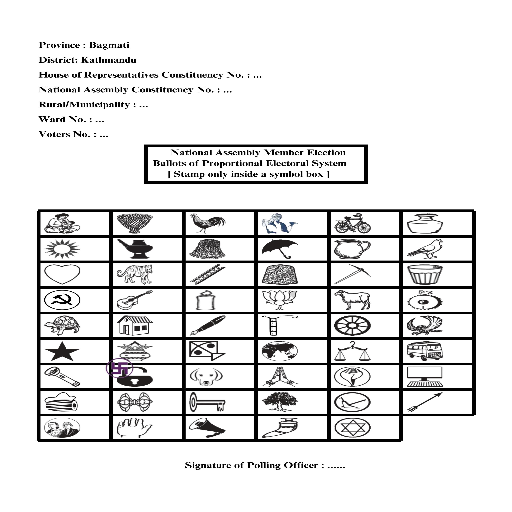 Province : Bagmati
District: Kathmandu
House of Representatives Constituency No. : ...
National Assembly Constituency No. : ...
Rural/Municipality : ...
Ward No. : ...
Voters No. : ...
National Assembly Member Election
Ballots of Proportional Electoral System
[ Stamp only inside a symbol box ]
Signature of Polling Officer : ......